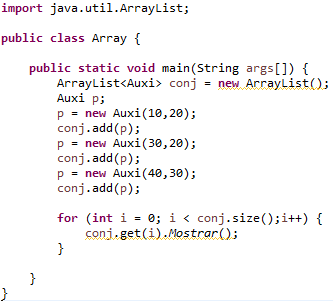 import java.util.ArrayList;
public class Array {
    public static void main(String args[]) {
        ArrayList<Auxi> conj = new ArrayList();
        Auxi p;
        p = new Auxi(10,20);
        conj.add(p);
        p = new Auxi(30,20);
        conj.add(p);
        p = new Auxi(40,30);
        conj.add(p);
        for (int i = 0; i < conj.size();i++) {
            conj.get(i).Mostrar();
        }
    }
}